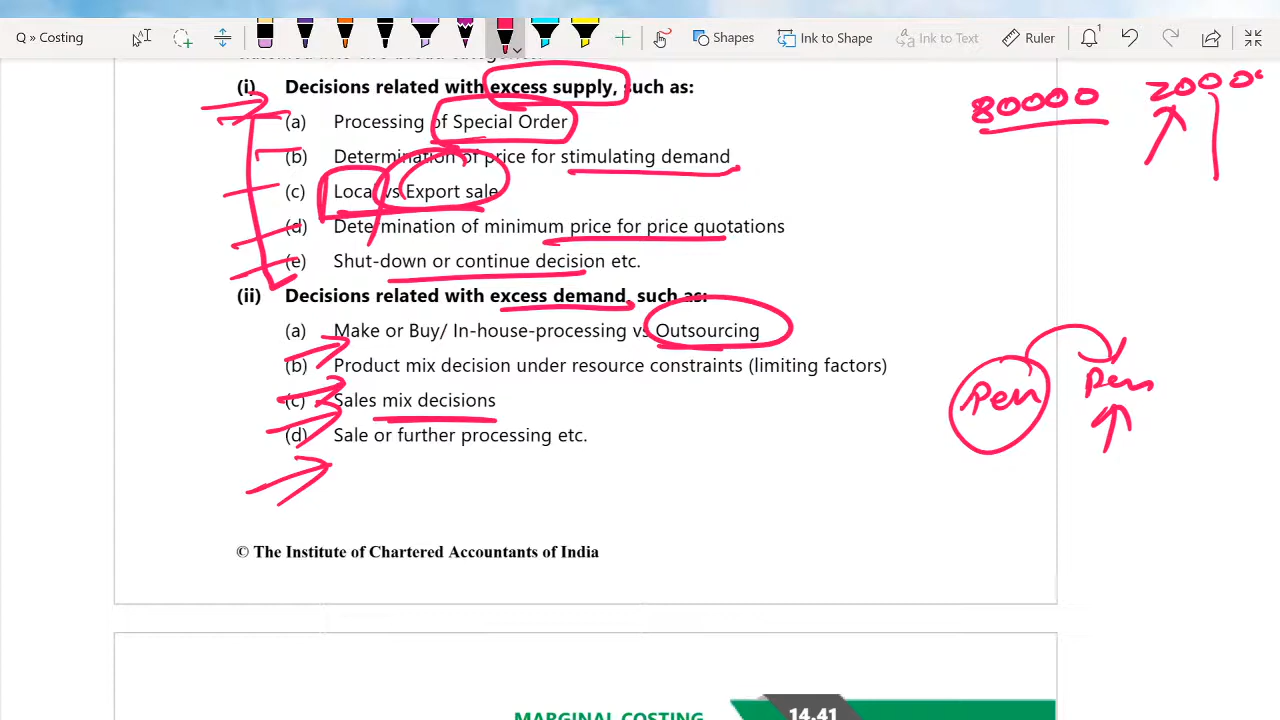 Q » Costing
Shapes
Ink to Shape
Ink to Text
Ruler
(i) Decisions related with excess supply, such as:
80000 20000
(a) Processing of Special Order
(b) Determination of price for stimulating demand
(c) Local vs Export sale
(d) Determination of minimum price for price quotations
(e) Shut-down or continue decision etc.
(ii) Decisions related with excess demand, such as:
(a) Make or Buy/ In-house-processing vs Outsourcing
(b) Product mix decision under resource constraints (limiting factors)
Pen Pen
(c) Sales mix decisions
(d) Sale or further processing etc.
© The Institute of Chartered Accountants of India
MARGINAL COSTING 14.41